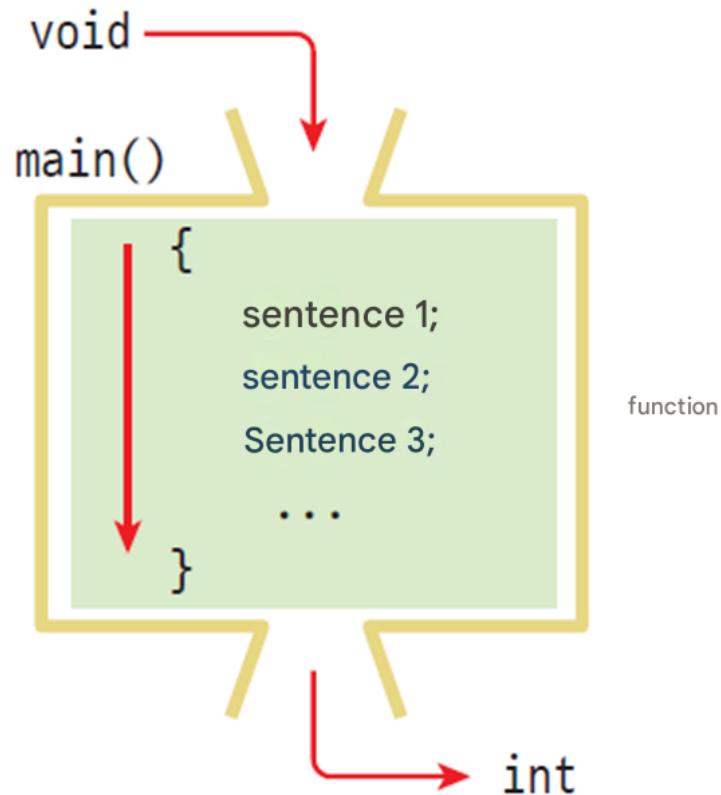 void
main()
{
sentence 1;
sentence 2;
Sentence 3;
...
}
function
int